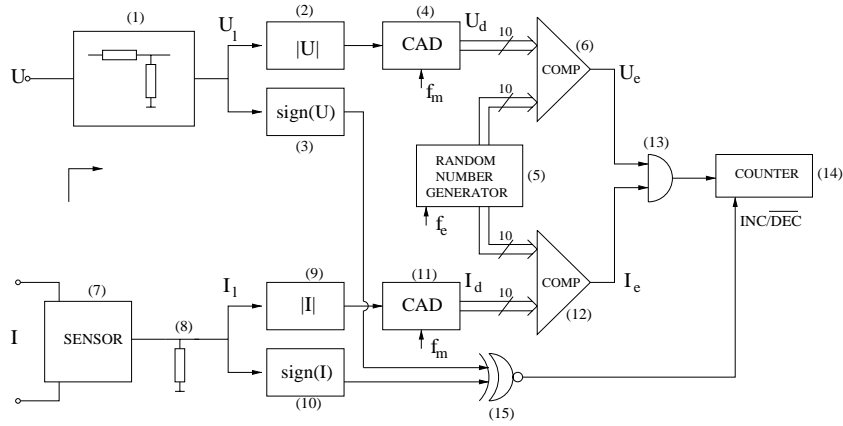 (1)
U
U1
(2)
|U|
(4)
CAD
fm
Ud
10
(6)
COMP
Ue
sign(U)
(3)
10
RANDOM
NUMBER
GENERATOR
(5)
fe
(13)
COUNTER
(14)
INC/DEC
10
(7)
I
SENSOR
(8)
I1
(9)
|I|
(11)
CAD
fm
Id
10
COMP
(12)
Ie
sign(I)
(10)
(15)